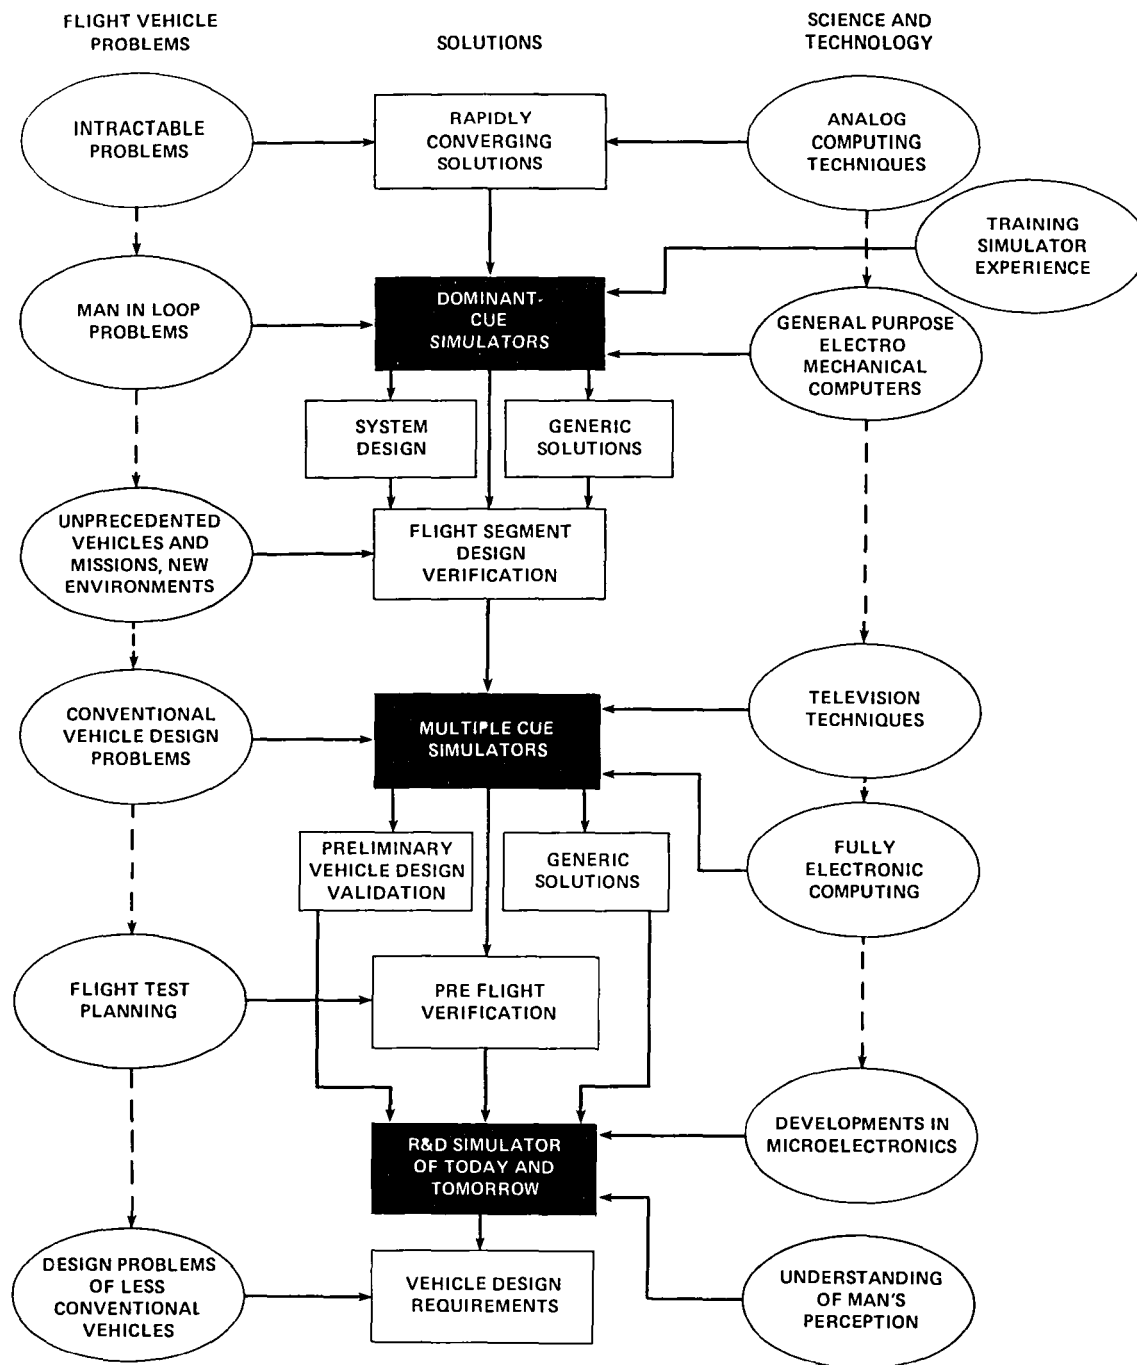 FLIGHT VEHICLE
PROBLEMS
SOLUTIONS
SCIENCE AND
TECHNOLOGY
INTRACTABLE
PROBLEMS
RAPIDLY
CONVERGING
SOLUTIONS
ANALOG
COMPUTING
TECHNIQUES
TRAINING
SIMULATOR
EXPERIENCE
MAN IN LOOP
PROBLEMS
DOMINANT-
CUE
SIMULATORS
GENERAL PURPOSE
ELECTRO
MECHANICAL
COMPUTERS
SYSTEM
DESIGN
GENERIC
SOLUTIONS
UNPRECEDENTED
VEHICLES AND
MISSIONS, NEW
ENVIRONMENTS
FLIGHT SEGMENT
DESIGN
VERIFICATION
CONVENTIONAL
VEHICLE DESIGN
PROBLEMS
MULTIPLE CUE
SIMULATORS
TELEVISION
TECHNIQUES
PRELIMINARY
VEHICLE DESIGN
VALIDATION
GENERIC
SOLUTIONS
FULLY
ELECTRONIC
COMPUTING
FLIGHT TEST
PLANNING
PRE FLIGHT
VERIFICATION
R&D SIMULATOR
OF TODAY AND
TOMORROW
DEVELOPMENTS IN
MICROELECTRONICS
DESIGN PROBLEMS
OF LESS
CONVENTIONAL
VEHICLES
VEHICLE DESIGN
REQUIREMENTS
UNDERSTANDING
OF MAN'S
PERCEPTION